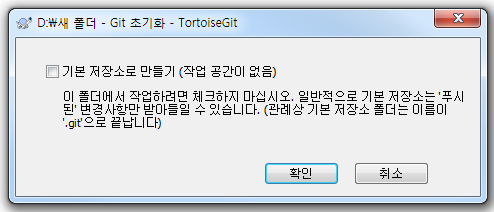 D:₩새 폴더 - Git 초기화 - TortoiseGit
기본 저장소로 만들기 (작업 공간이 없음)
이 폴더에서 작업하려면 체크하지 마십시오. 일반적으로 기본 저장소는 '푸시
된' 변경사항만 받아들일 수 있습니다. (관례상 기본 저장소 폴더는 이름이
'.git'으로 끝납니다)
확인
취소